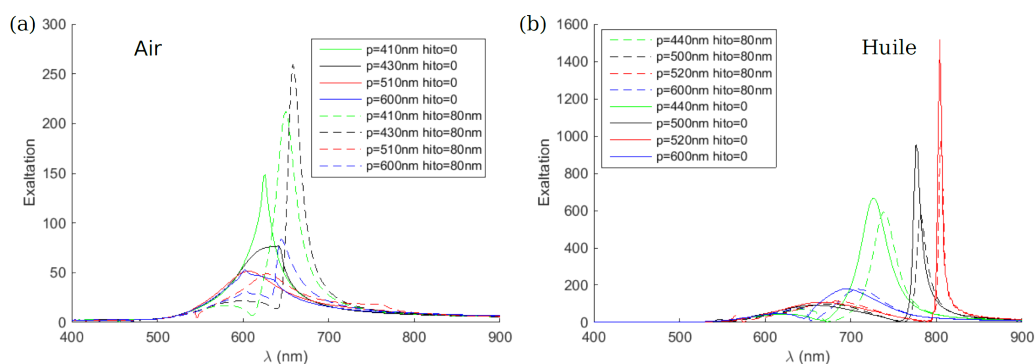 (a)
Air
300
250
200
150
100
50
0
Exaltation
400
500
600
700
800
900
λ (nm)
p=410nm hito=0
p=430nm hito=0
p=510nm hito=0
p=600nm hito=0
p=410nm hito=80nm
p=430nm hito=80nm
p=510nm hito=80nm
p=600nm hito=80nm
(b)
Huile
1600
1400
1200
1000
800
600
400
200
0
Exaltation
400
500
600
700
800
900
λ (nm)
p=440nm hito=80nm
p=500nm hito=80nm
p=520nm hito=80nm
p=600nm hito=80nm
p=440nm hito=0
p=500nm hito=0
p=520nm hito=0
p=600nm hito=0